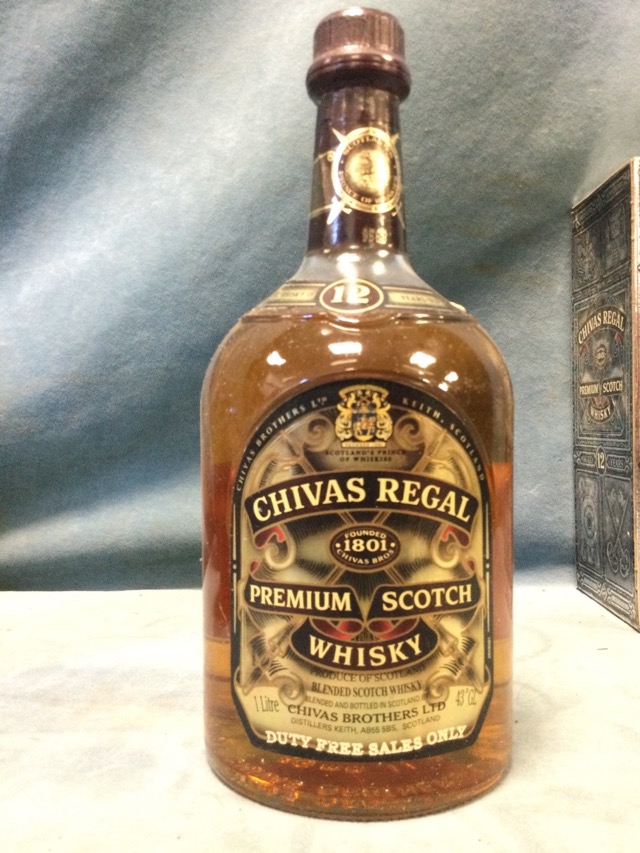 SCOTLAND
12
YEARS
CHIVAS BROTHERS LTD KEITH, SCOTLAND
SCOTLAND'S PRINCE
OF WHISKIES
CHIVAS REGAL
FOUNDED
1801
CHIVAS BROS
PREMIUM SCOTCH
WHISKY
PRODUCE OF SCOTLAND
BLENDED SCOTCH WHISKY
BLENDED AND BOTTLED IN SCOTLAND
1 Litre
43°GL
CHIVAS BROTHERS LTD
DISTILLERS KEITH, AB55 5BS, SCOTLAND
DUTY FREE SALES ONLY
CHIVAS REGAL
PREMIUM SCOTCH
WHISKY
12